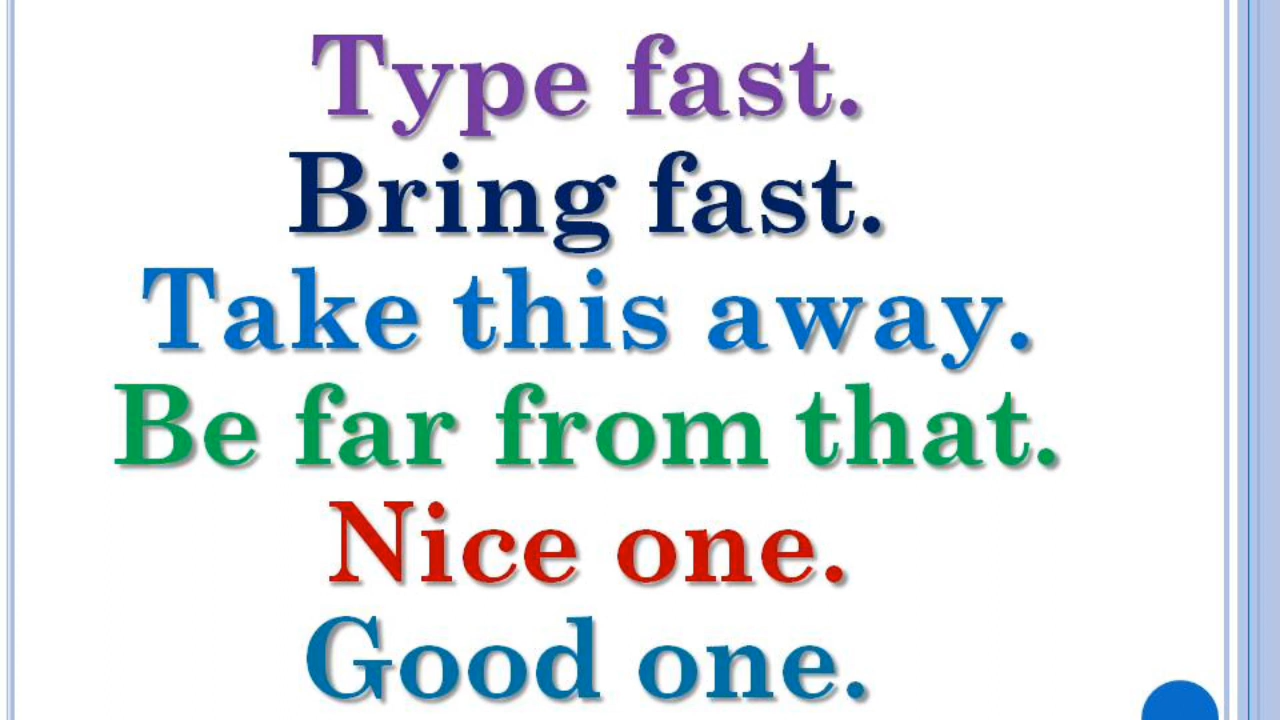 Type fast.
Bring fast.
Take this away.
Be far from that.
Nice one.
Good one.